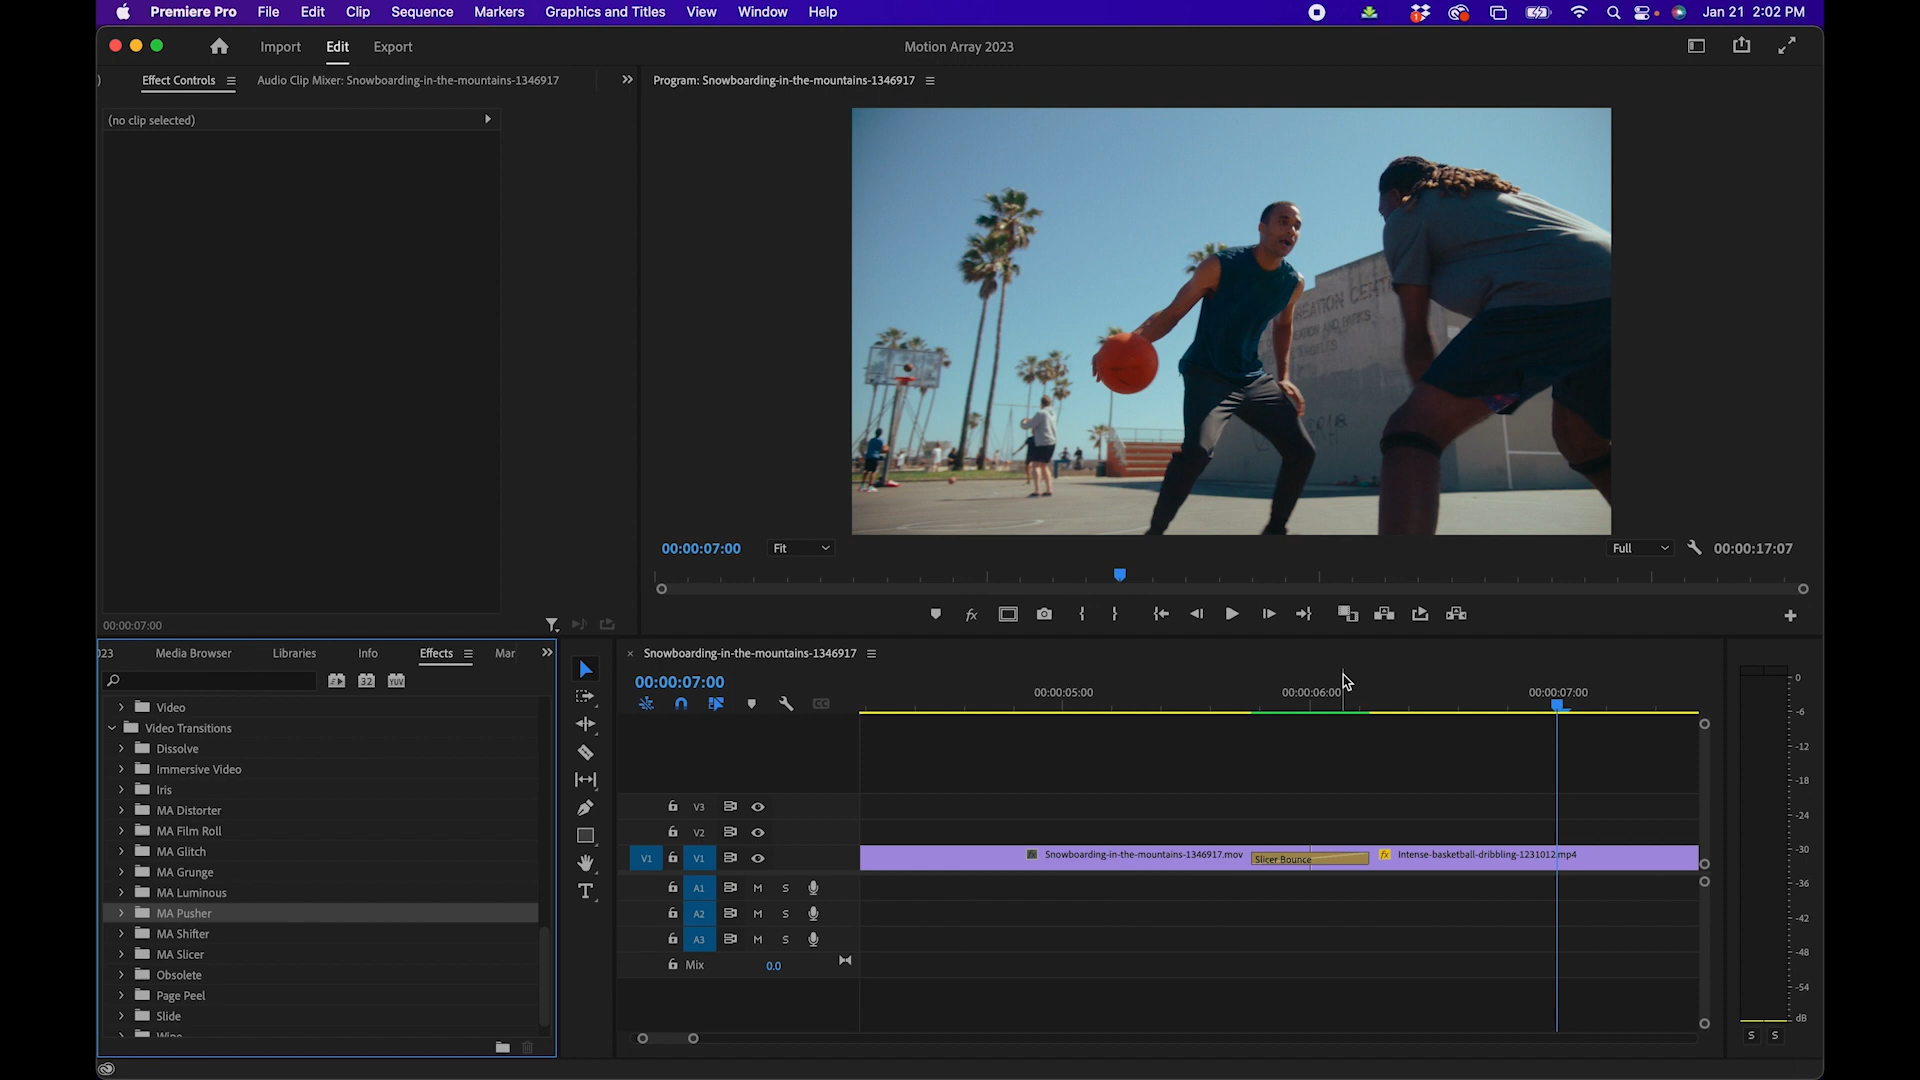 Premiere Pro File Edit Clip Sequence Markers Graphics and Titles View Window Help Jan 21 2:02 PM
Import Edit Export Motion Array 2023
Effect Controls Audio Clip Mixer: Snowboarding-in-the-mountains-1346917 Program: Snowboarding-in-the-mountains-1346917
(no clip selected)
CREATION CENT
00:00:07:00 Fit Full 00:00:17:07
00:00:07:00
023 Media Browser Libraries Info Effects Mar
Snowboarding-in-the-mountains-1346917
00:00:07:00
00:00:05:00 00:00:06:00 00:00:07:00
Video
Video Transitions
Dissolve
Immersive Video
Iris
MA Distorter
MA Film Roll
MA Glitch
MA Grunge
MA Luminous
MA Pusher
MA Shifter
MA Slicer
Obsolete
Page Peel
Slide
Wipe
V3
V2
V1 V1
Snowboarding-in-the-mountains-1346917.mov Slicer Bounce Intense-basketball-dribbling-1231012.mp4
A1 M S
A2 M S
A3 M S
Mix 0.0
0
-6
-12
-18
-24
-30
-36
-42
-48
-54
dB
S S